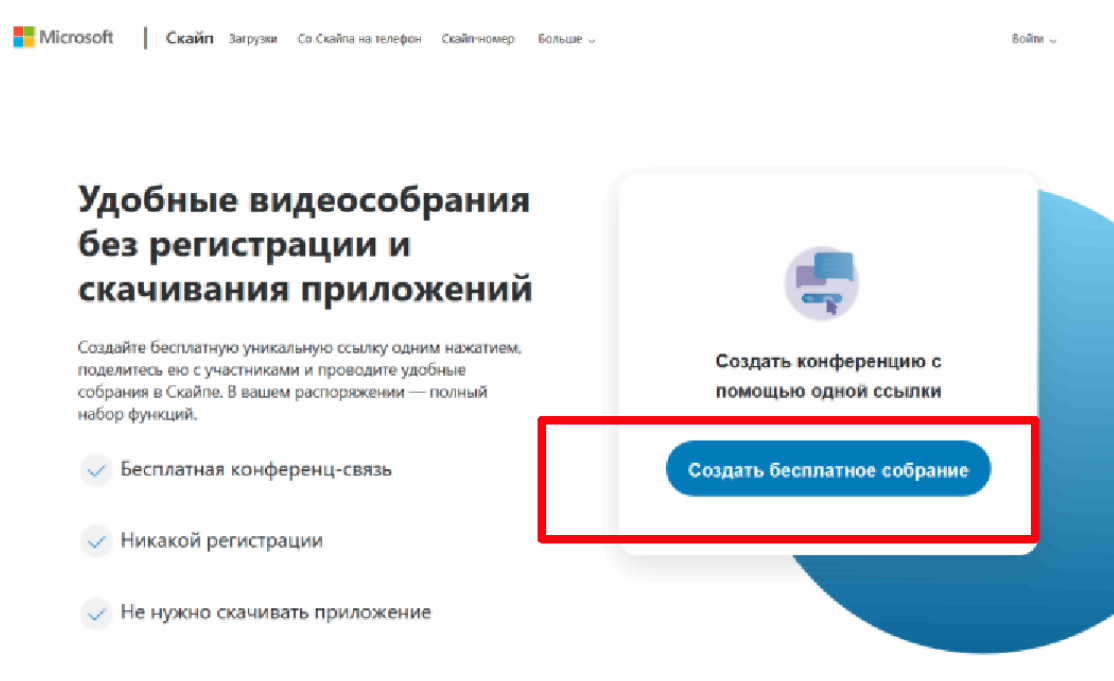 Microsoft | Скайп Загрузки Со Скайпа на телефон Скайп-номер Больше Войти
Удобные видеособрания
без регистрации и
скачивания приложений
Создайте бесплатную уникальную ссылку одним нажатием,
поделитесь ею с участниками и проводите удобные
собрания в Скайпе. В вашем распоряжении — полный
набор функций.
Бесплатная конференц-связь
Никакой регистрации
Не нужно скачивать приложение
Создать конференцию с
помощью одной ссылки
Создать бесплатное собрание